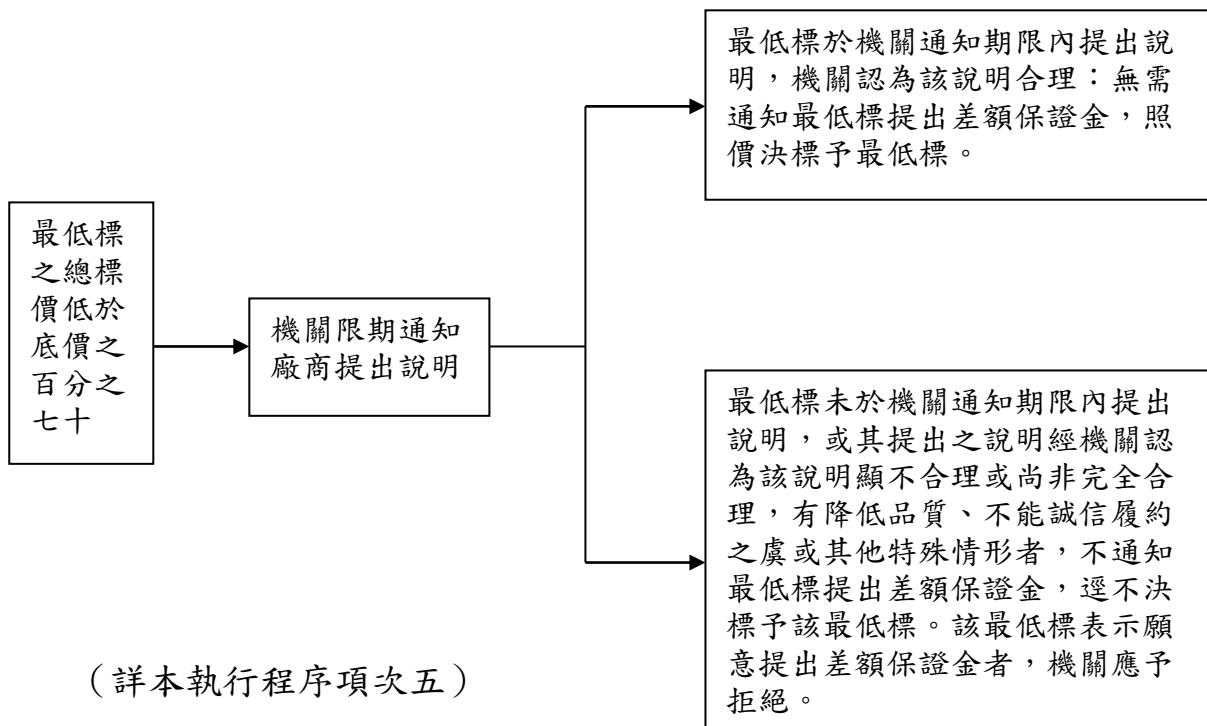 最低標
之總標
價低於
底價之
百分之
七十
機關限期通知
廠商提出說明
最低標於機關通知期限內提出說
明，機關認為該說明合理：無需
通知最低標提出差額保證金，照
價決標予最低標。
最低標未於機關通知期限內提出
說明，或其提出之說明經機關認
為該說明顯不合理或尚非完全合
理，有降低品質、不能誠信履約
之虞或其他特殊情形者，不通知
最低標提出差額保證金，逕不決
標予該最低標。該最低標表示願
意提出差額保證金者，機關應予
拒絕。
（詳本執行程序項次五）